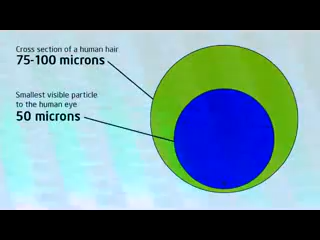 Cross section of a human hair
75-100 microns
Smallest visible particle
to the human eye
50 microns